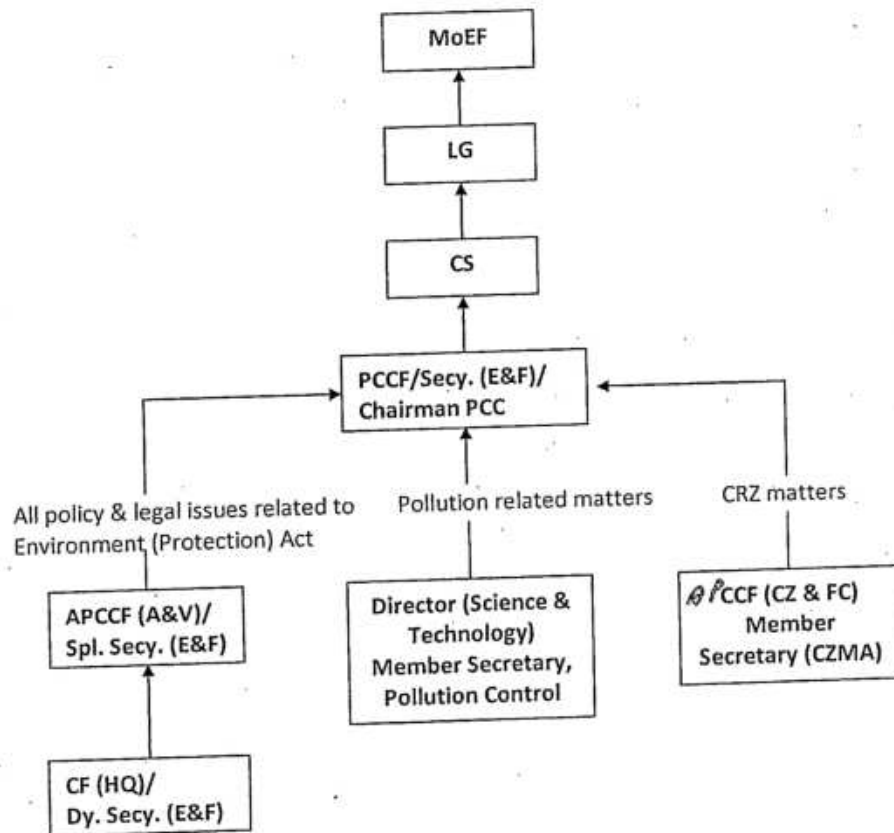 MoEF
LG
CS
PCCF/Secy. (E&F)/
Chairman PCC
All policy & legal issues related to
Environment (Protection) Act
Pollution related matters
CRZ matters
APCCF (A&V)/
Spl. Secy. (E&F)
Director (Science &
Technology)
Member Secretary,
Pollution Control
APCCF (CZ & FC)
Member
Secretary (CZMA)
CF (HQ)/
Dy. Secy. (E&F)